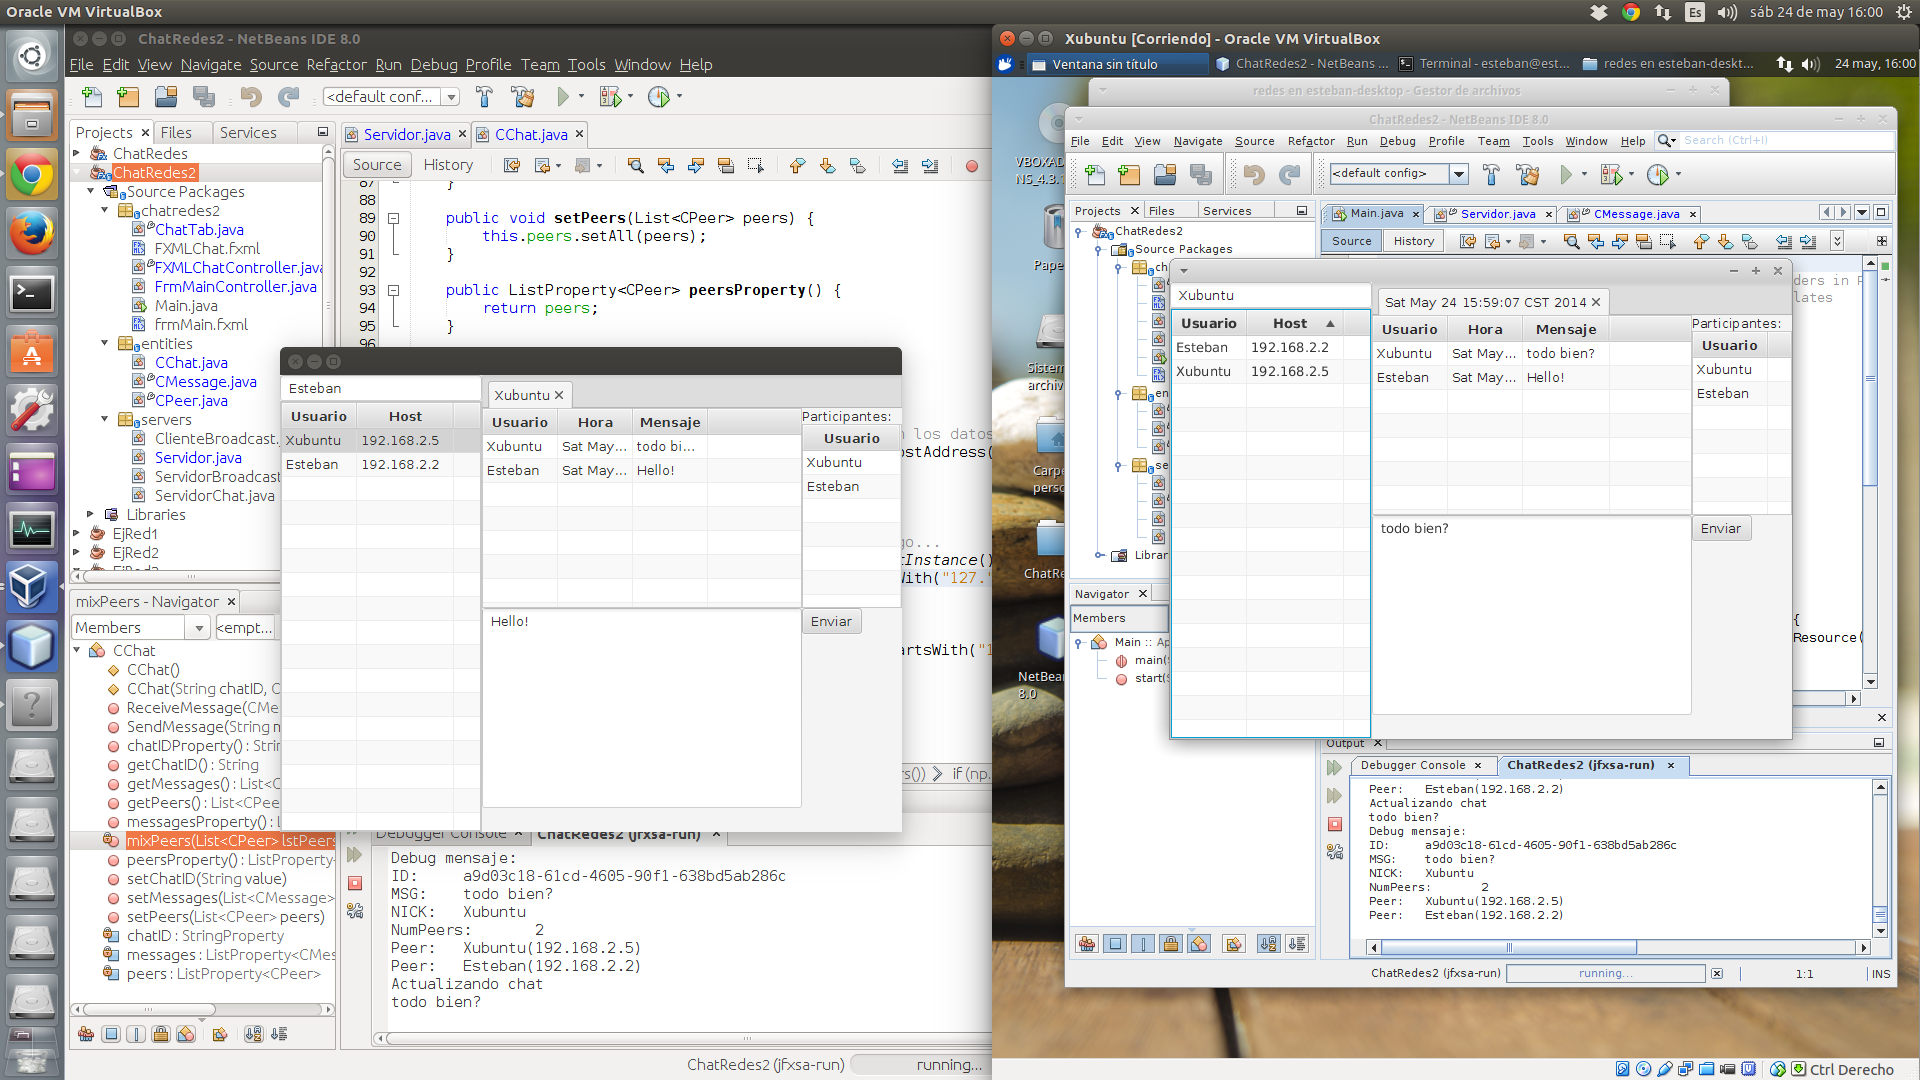 Oracle VM VirtualBox
Es
sáb 24 de may 16:00
ChatRedes2 - NetBeans IDE 8.0
File Edit View Navigate Source Refactor Run Debug Profile Team Tools Window Help
<default conf...
Projects Files Services
ChatRedes
ChatRedes2
Source Packages
chatredes2
ChatTab.java
FXMLChat.fxml
FXMLChatController.java
FrmMainController.java
Main.java
frmMain.fxml
entities
CChat.java
CMessage.java
CPeer.java
servers
ClienteBroadcast.
Servidor.java
ServidorBroadcast
ServidorChat.java
Libraries
EjRed1
EjRed2
mixPeers - Navigator
Members
<empt...
CChat
CChat()
CChat(String chatID, C
ReceiveMessage(CMe
SendMessage(String m
chatIDProperty() : Strin
getChatID() : String
getMessages() : List<C
getPeers() : List<CPee
messagesProperty() : L
mixPeers(List<CPeer> lstPeers
peersProperty() : ListProperty
setChatID(String value)
setMessages(List<CMessage>
setPeers(List<CPeer> peers)
chatID : StringProperty
messages : ListProperty<CMes
peers : ListProperty<CPeer>
Servidor.java CChat.java
Source History
87 }
88
89 public void setPeers(List<CPeer> peers) {
90 this.peers.setAll(peers);
91 }
92
93 public ListProperty<CPeer> peersProperty() {
94 return peers;
95 }
96
n los datos
ostAddress(
go...
tInstance()
With("127."
artsWith("1
ers()) if (np.
Esteban
Usuario Host
Xubuntu 192.168.2.5
Esteban 192.168.2.2
Xubuntu
Usuario Hora Mensaje
Xubuntu Sat May... todo bi...
Esteban Sat May... Hello!
Participantes:
Usuario
Xubuntu
Esteban
Hello!
Enviar
Debugger Console ChatRedes2 (jfxsa-run)
Debug mensaje:
ID: a9d03c18-61cd-4605-90f1-638bd5ab286c
MSG: todo bien?
NICK: Xubuntu
NumPeers: 2
Peer: Xubuntu(192.168.2.5)
Peer: Esteban(192.168.2.2)
Actualizando chat
todo bien?
ChatRedes2 (jfxsa-run) running...
Xubuntu [Corriendo] - Oracle VM VirtualBox
Ventana sin título
ChatRedes2 - NetBeans ...
Terminal - esteban@est...
redes en esteban-deskt...
24 may, 16:00
redes en esteban-desktop - Gestor de archivos
VBOXAD
NS_4.3.
Pape
Sistem
archiv
Carpe
perso
ChatRe
NetBean
8.0
ChatRedes2 - NetBeans IDE 8.0
File Edit View Navigate Source Refactor Run Debug Profile Team Tools Window Help
Search (Ctrl+I)
<default config>
Projects Files Services
ChatRedes2
Source Packages
ch
en
se
Librar
Main.java Servidor.java CMessage.java
Source History
ders in P
lates
{
Resource(
Xubuntu
Usuario Host
Esteban 192.168.2.2
Xubuntu 192.168.2.5
Sat May 24 15:59:07 CST 2014
Usuario Hora Mensaje
Xubuntu Sat May... todo bien?
Esteban Sat May... Hello!
Participantes:
Usuario
Xubuntu
Esteban
todo bien?
Enviar
Navigator
Members
Main :: Ap
main(
start(
Output
Debugger Console ChatRedes2 (jfxsa-run)
Peer: Esteban(192.168.2.2)
Actualizando chat
todo bien?
Debug mensaje:
ID: a9d03c18-61cd-4605-90f1-638bd5ab286c
MSG: todo bien?
NICK: Xubuntu
NumPeers: 2
Peer: Xubuntu(192.168.2.5)
Peer: Esteban(192.168.2.2)
ChatRedes2 (jfxsa-run) running... 1:1 INS
Ctrl Derecho